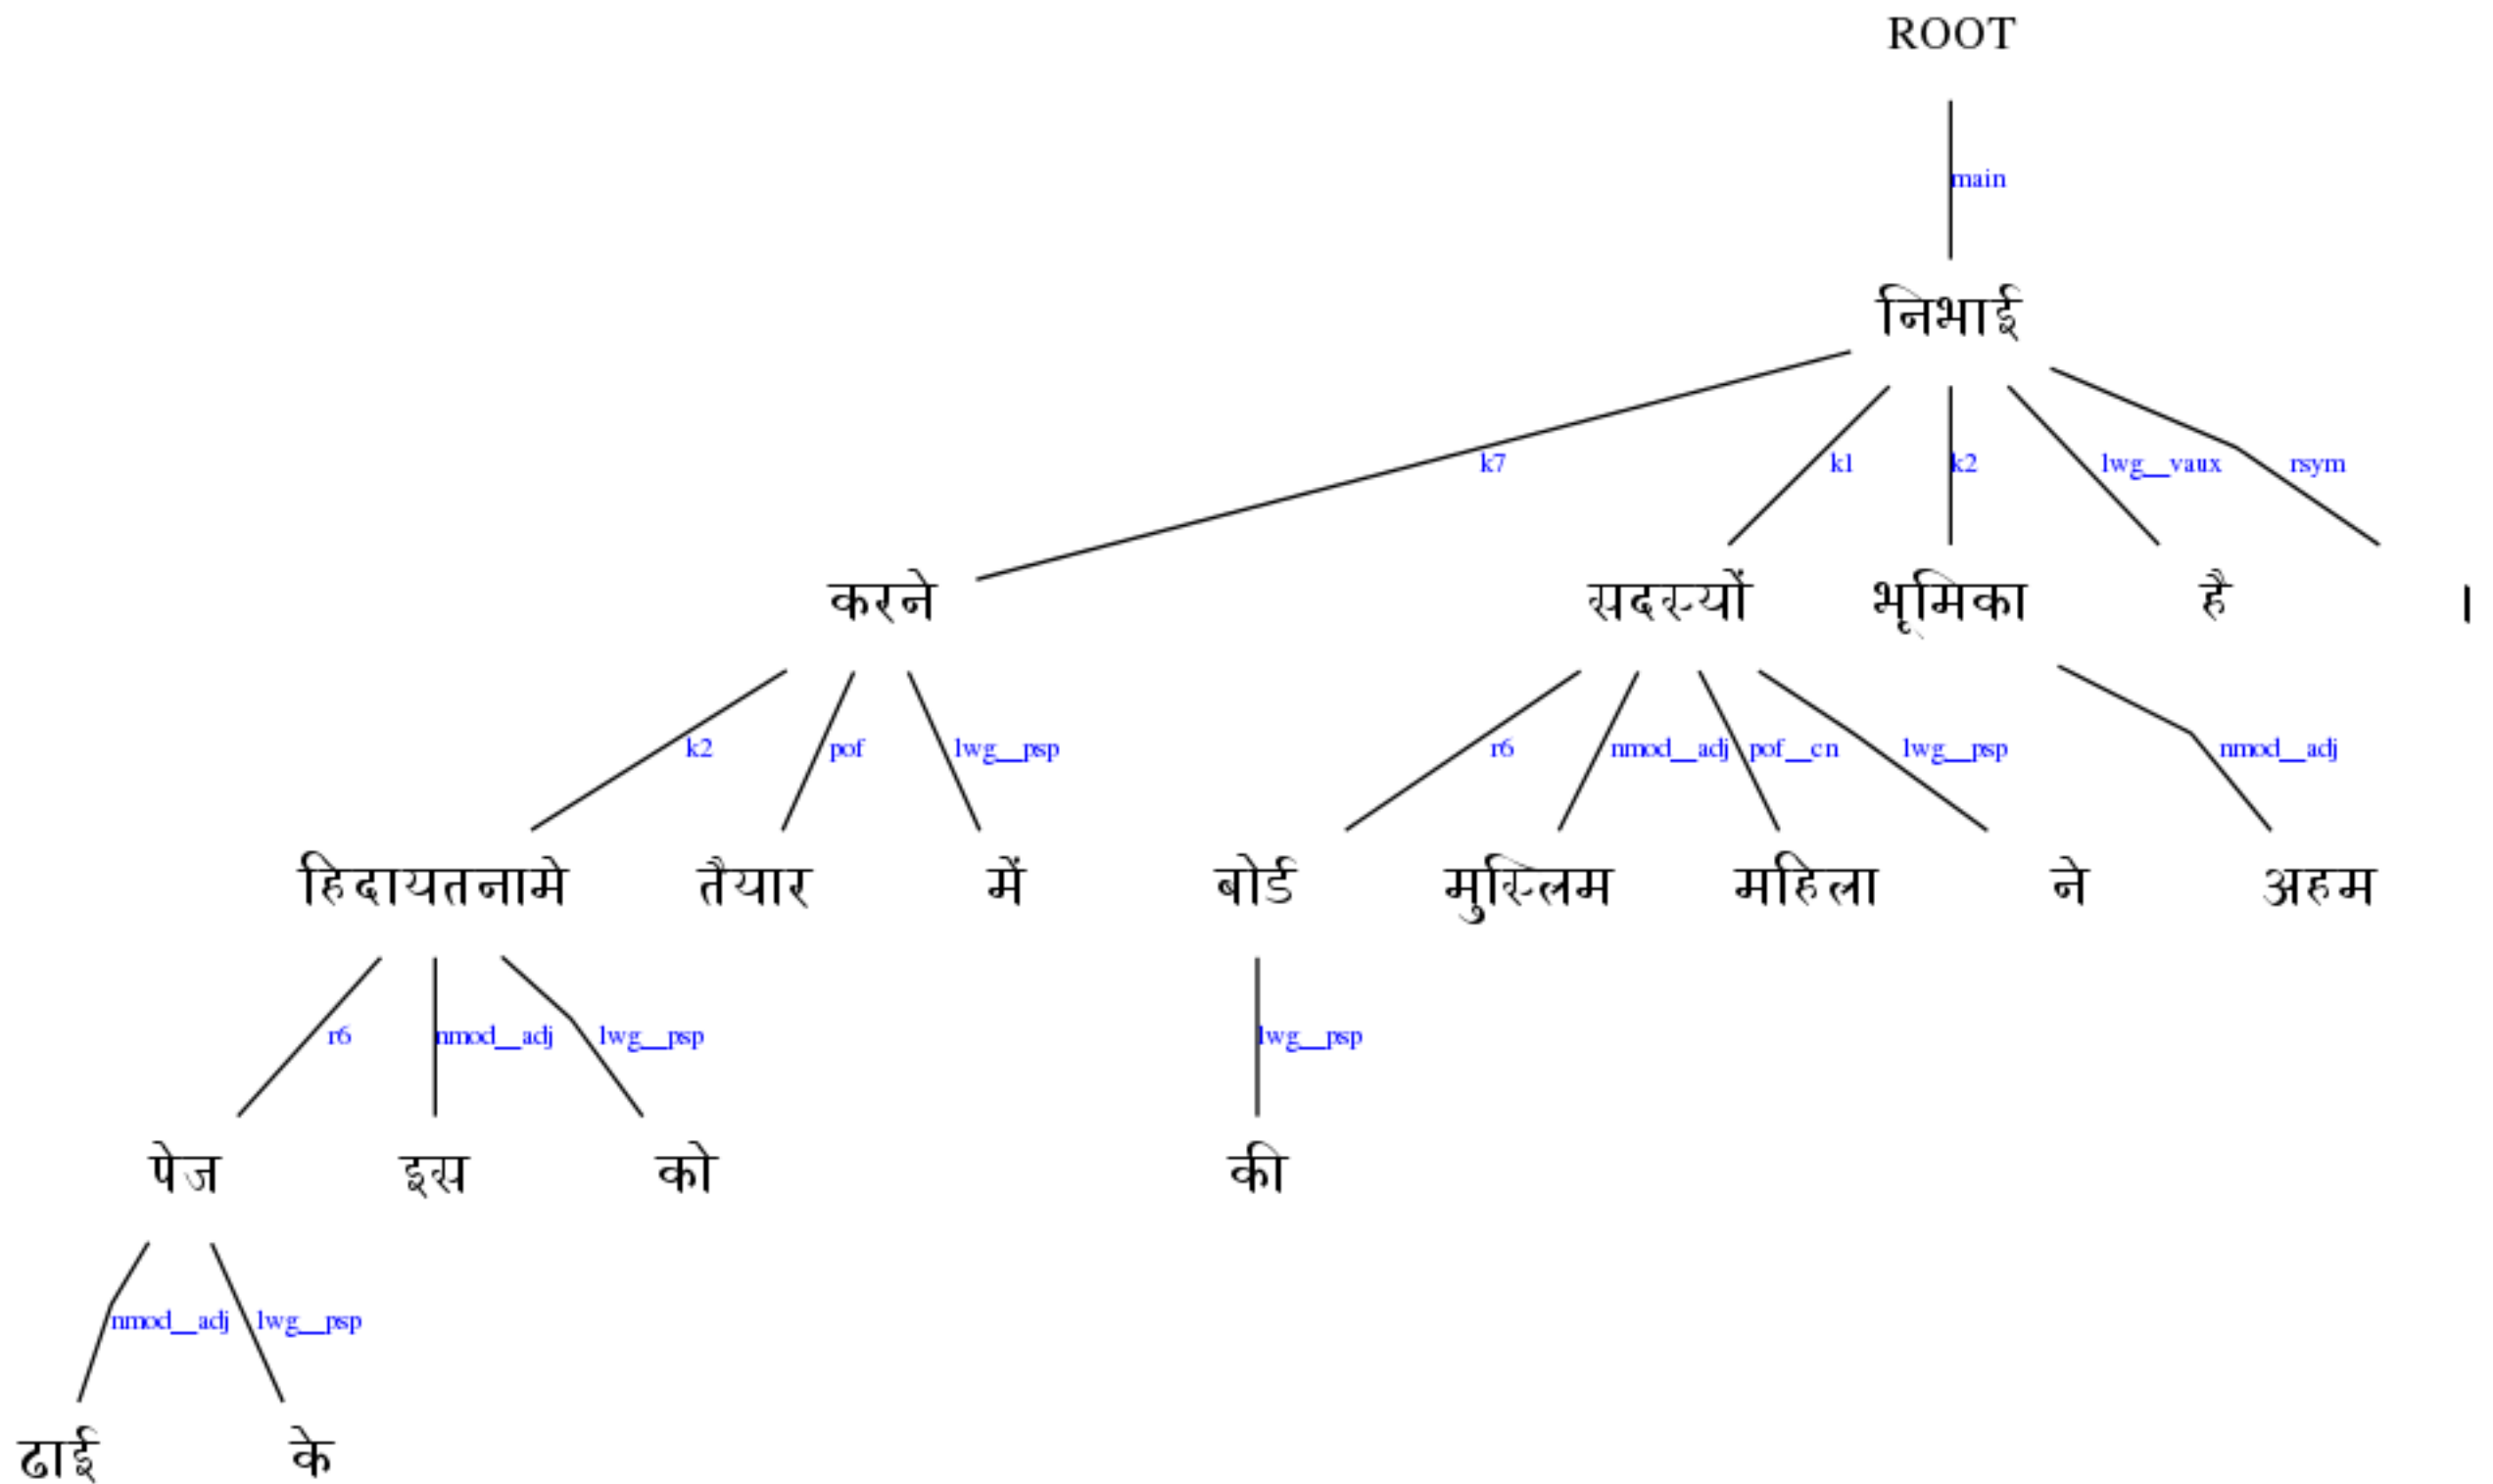 ROOT
main
निभाई
k7 k1 k2 lwg__vaux rsym
करने सदस्यों भूमिका है ।
k2 pof lwg__psp r6 nmod__adj pof__cn lwg__psp nmod__adj
हिदायतनामे तैयार में बोर्ड मुस्लिम महिला ने अहम
r6 nmod__adj lwg__psp lwg__psp
पेज इस को की
nmod__adj lwg__psp
ढाई के